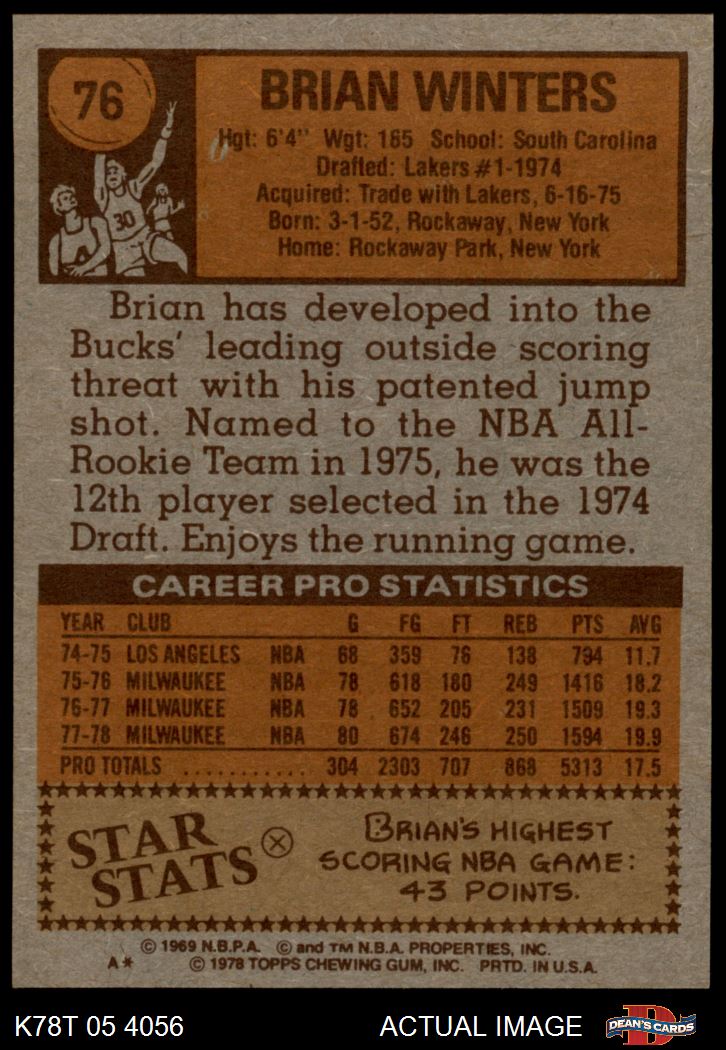 76
BRIAN WINTERS
Hgt: 6'4" Wgt: 165 School: South Carolina
Drafted: Lakers #1-1974
Acquired: Trade with Lakers, 6-16-75
Born: 3-1-52, Rockaway, New York
Home: Rockaway Park, New York
30
Brian has developed into the
Bucks' leading outside scoring
threat with his patented jump
shot. Named to the NBA All-
Rookie Team in 1975, he was the
12th player selected in the 1974
Draft. Enjoys the running game.
CAREER PRO STATISTICS
YEAR CLUB G FG FT REB PTS AVG
74-75 LOS ANGELES NBA 68 359 76 138 794 11.7
75-76 MILWAUKEE NBA 78 618 180 249 1416 18.2
76-77 MILWAUKEE NBA 78 652 205 231 1509 19.3
77-78 MILWAUKEE NBA 80 674 246 250 1594 19.9
PRO TOTALS ............ 304 2303 707 868 5313 17.5
STAR
STATS
BRIAN'S HIGHEST
SCORING NBA GAME:
43 POINTS.
© 1969 N.B.P.A. © and TM N.B.A. PROPERTIES, INC.
A* © 1978 TOPPS CHEWING GUM, INC. PRTD. IN U.S.A.
K78T 05 4056 ACTUAL IMAGE DEAN'S CARDS